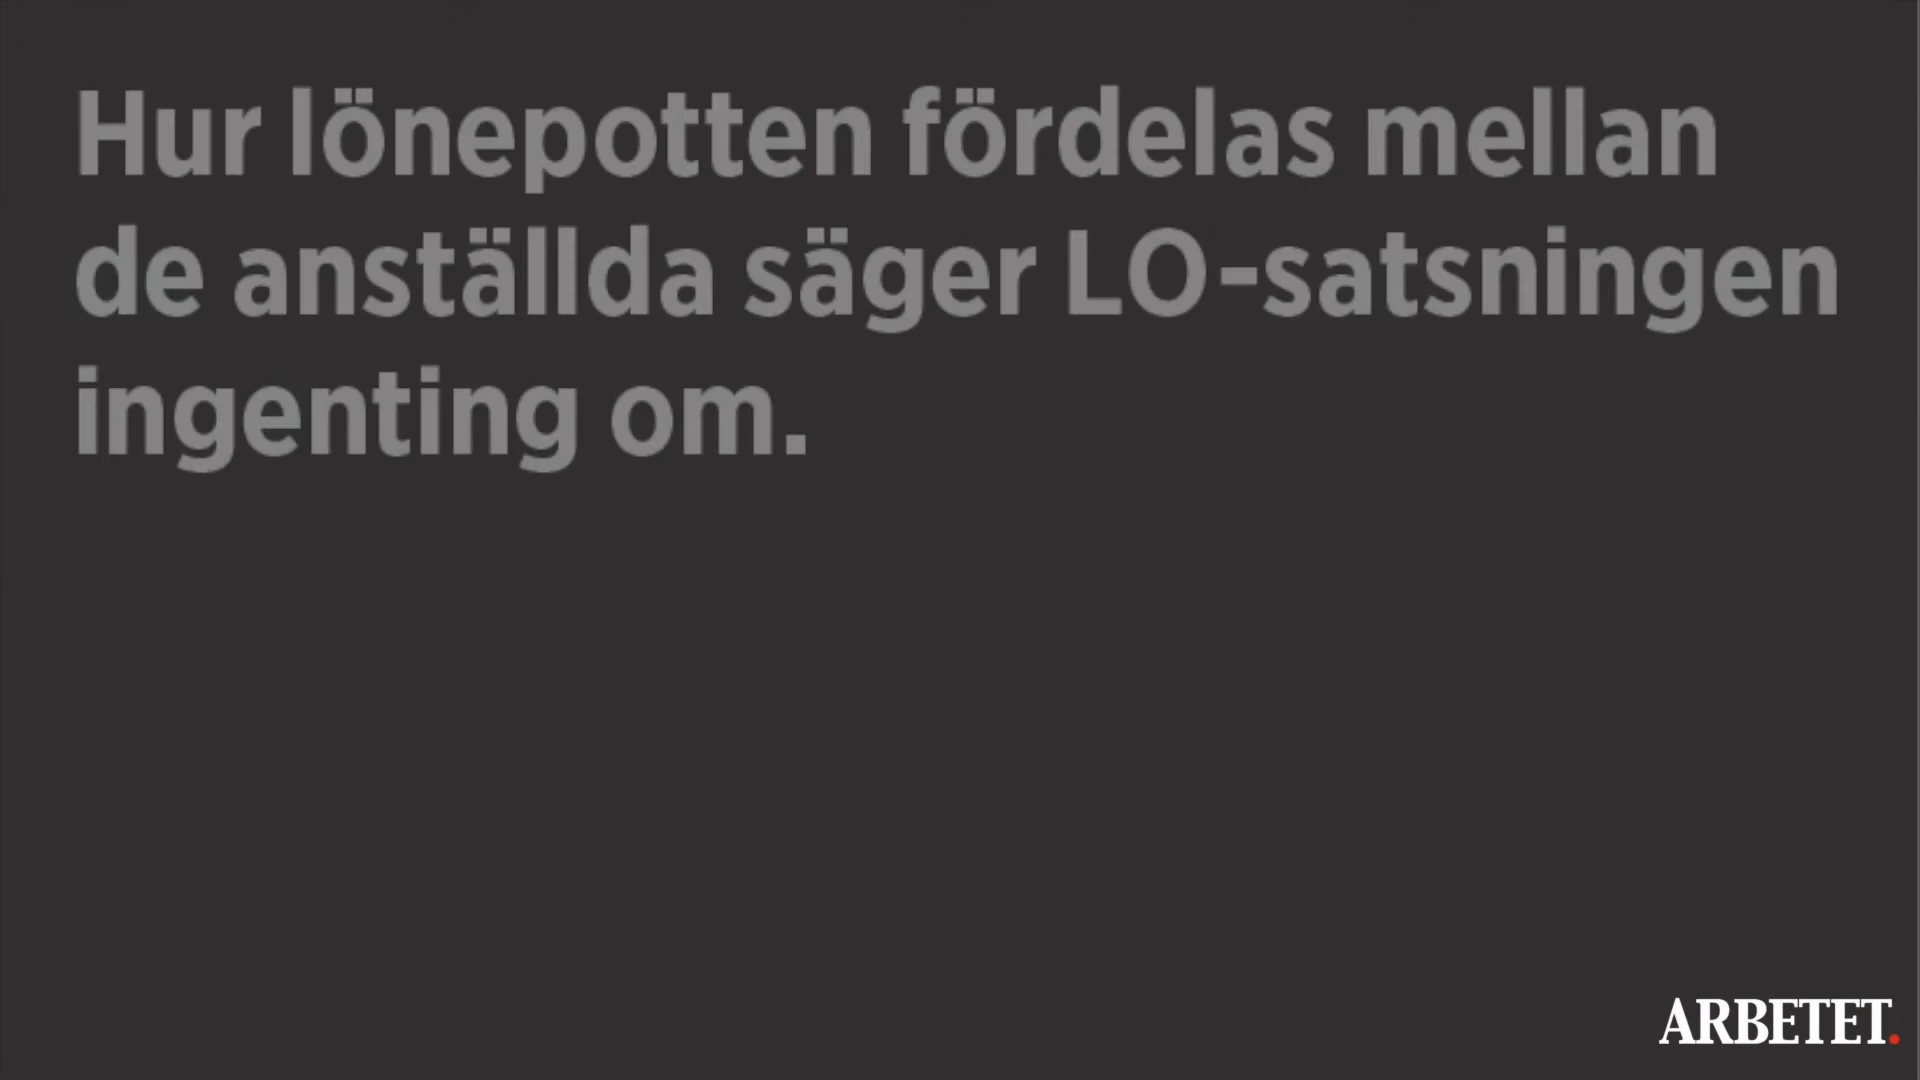 Hur lönepotten fördelas mellan
de anställda säger LO-satsningen
ingenting om.
ARBETET.